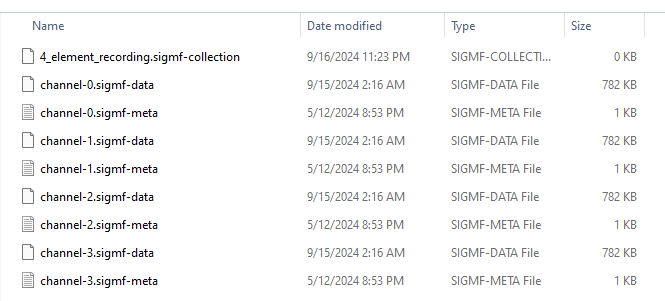 Name Date modified Type Size
4_element_recording.sigmf-collection 9/16/2024 11:23 PM SIGMF-COLLECTI... 0 KB
channel-0.sigmf-data 9/15/2024 2:16 AM SIGMF-DATA File 782 KB
channel-0.sigmf-meta 5/12/2024 8:53 PM SIGMF-META File 1 KB
channel-1.sigmf-data 9/15/2024 2:16 AM SIGMF-DATA File 782 KB
channel-1.sigmf-meta 5/12/2024 8:53 PM SIGMF-META File 1 KB
channel-2.sigmf-data 9/15/2024 2:16 AM SIGMF-DATA File 782 KB
channel-2.sigmf-meta 5/12/2024 8:53 PM SIGMF-META File 1 KB
channel-3.sigmf-data 9/15/2024 2:16 AM SIGMF-DATA File 782 KB
channel-3.sigmf-meta 5/12/2024 8:53 PM SIGMF-META File 1 KB